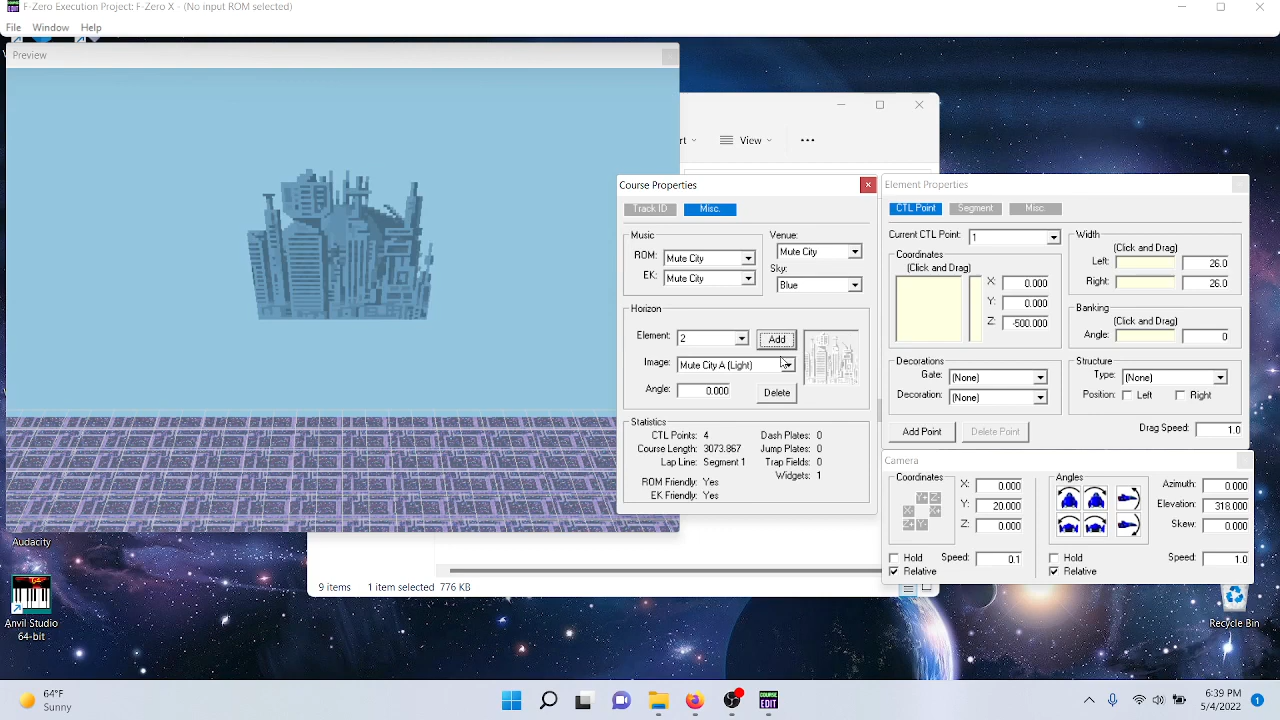 F-Zero Execution Project: F-Zero X - (No input ROM selected)
File Window Help
Preview
View
Course Properties
Track ID Misc.
Music
ROM: Mute City
EK: Mute City
Venue:
Mute City
Sky:
Blue
Horizon
Element: 2 Add
Image: Mute City A (Light)
Angle: 0.000 Delete
Statistics
CTL Points: 4 Dash Plates: 0
Course Length: 3073.867 Jump Plates: 0
Lap Line: Segment 1 Trap Fields: 0
Widgets: 1
ROM Friendly: Yes
EK Friendly: Yes
Element Properties
CTL Point Segment Misc.
Current CTL Point: 1
Coordinates
(Click and Drag)
X: 0.000
Y: 0.000
Z: -500.000
Width
(Click and Drag)
Left: 26.0
Right: 26.0
Banking
(Click and Drag)
Angle: 0
Decorations
Gate: (None)
Decoration: (None)
Structure
Type: (None)
Position: Left Right
Add Point Delete Point Drag Speed: 1.0
Camera
Coordinates
Y+ Z-
X- X+
Z+ Y-
X: 0.000
Y: 20.000
Z: 0.000
Hold Speed: 0.1
Relative
Angles
Azimuth: 0.000
Elevation: 318.000
Skew: 0.000
Hold Speed: 1.0
Relative
9 items 1 item selected 776 KB
Audacity
Anvil Studio
64-bit
Recycle Bin
64°F
Sunny
COURSE
EDIT
6:39 PM
5/4/2022
1